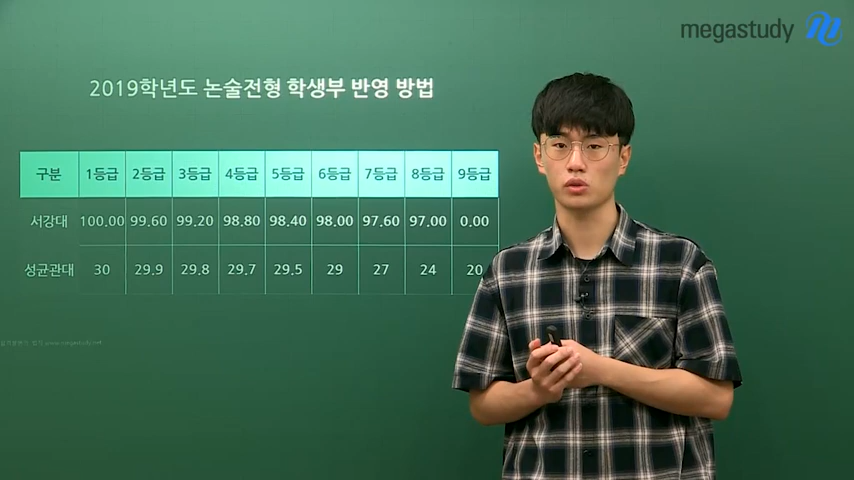 megastudy
2019학년도 논술전형 학생부 반영 방법
구분 1등급 2등급 3등급 4등급 5등급 6등급 7등급 8등급 9등급
서강대 100.00 99.60 99.20 98.80 98.40 98.00 97.60 97.00 0.00
성균관대 30 29.9 29.8 29.7 29.5 29 27 24 20
www.megastudy.net